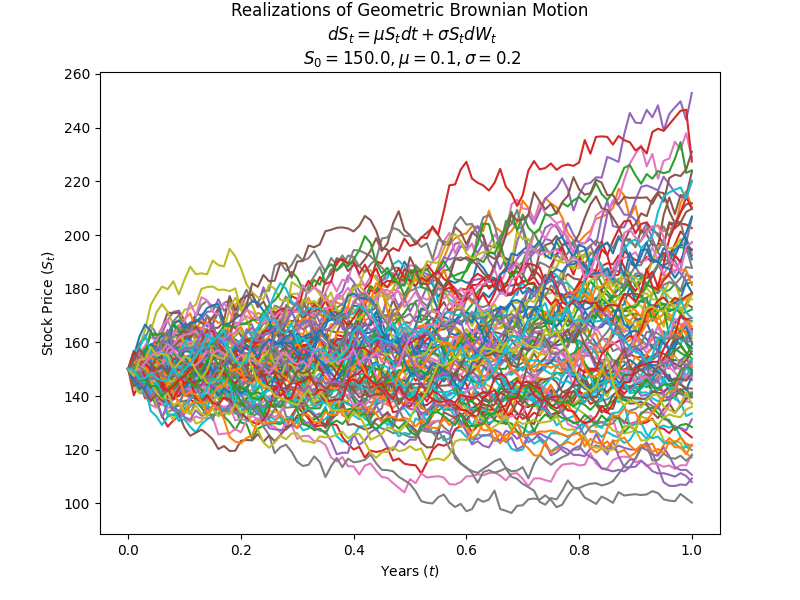 Realizations of Geometric Brownian Motion
$dS_t = \mu S_t dt + \sigma S_t dW_t$
$S_0 = 150.0, \mu = 0.1, \sigma = 0.2$
260
240
220
200
180
160
140
120
100
Stock Price ($S_t$)
0.0 0.2 0.4 0.6 0.8 1.0
Years ($t$)